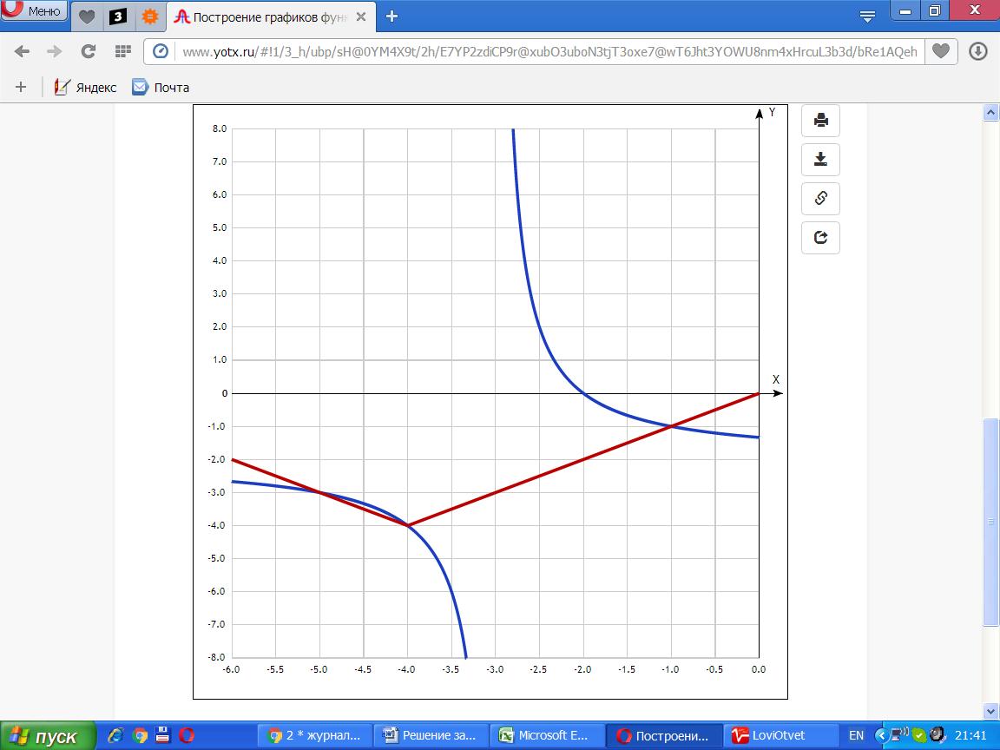 Меню
3
Построение графиков фун
www.yotx.ru/#!1/3_h/ubp/sH@0YM4X9t/2h/E7YP2zdiCP9r@xubO3uboN3tjT3oxe7@wT6Jht3YOWU8nm4xHrcuL3b3d/bRe1AQeh
Яндекс
Почта
Y
8.0
7.0
6.0
5.0
4.0
3.0
2.0
1.0
X
0
-1.0
-2.0
-3.0
-4.0
-5.0
-6.0
-7.0
-8.0
-6.0 -5.5 -5.0 -4.5 -4.0 -3.5 -3.0 -2.5 -2.0 -1.5 -1.0 -0.5 0.0
пуск
2 * журнал...
Решение за...
Microsoft E...
Построени...
LoviOtvet
EN
21:41